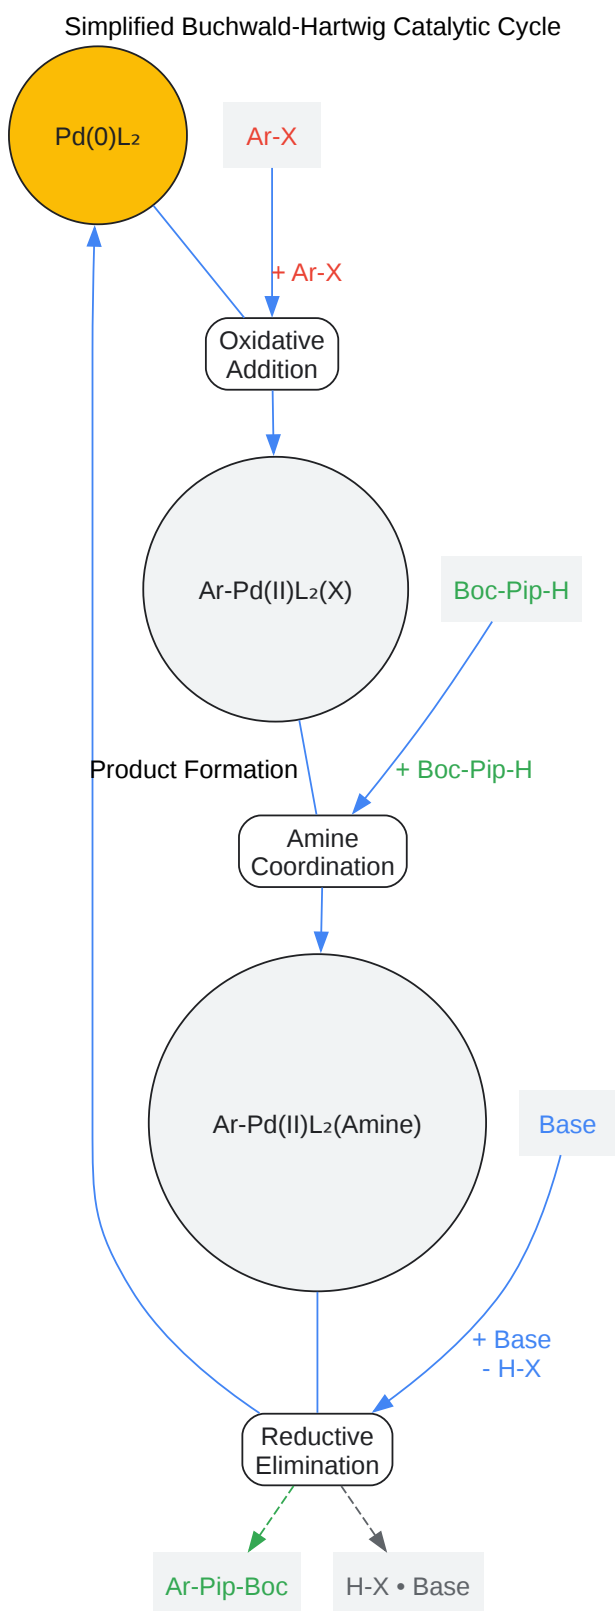 Simplified Buchwald-Hartwig Catalytic Cycle
Pd(0)L₂
Ar-X
+ Ar-X
Oxidative
Addition
Ar-Pd(II)L₂(X)
Boc-Pip-H
Product Formation
+ Boc-Pip-H
Amine
Coordination
Ar-Pd(II)L₂(Amine)
Base
+ Base
- H-X
Reductive
Elimination
Ar-Pip-Boc
H-X • Base